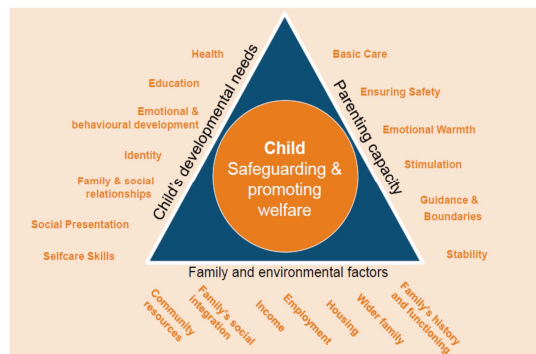 Health
Education
Emotional &
behavioural development
Identity
Family & social
relationships
Social Presentation
Selfcare Skills
Child's developmental needs
Child
Safeguarding &
promoting
welfare
Parenting capacity
Basic Care
Ensuring Safety
Emotional Warmth
Stimulation
Guidance &
Boundaries
Stability
Family and environmental factors
Community
resources
Family's social
integration
Income
Employment
Housing
Wider family
Family's history
and functioning